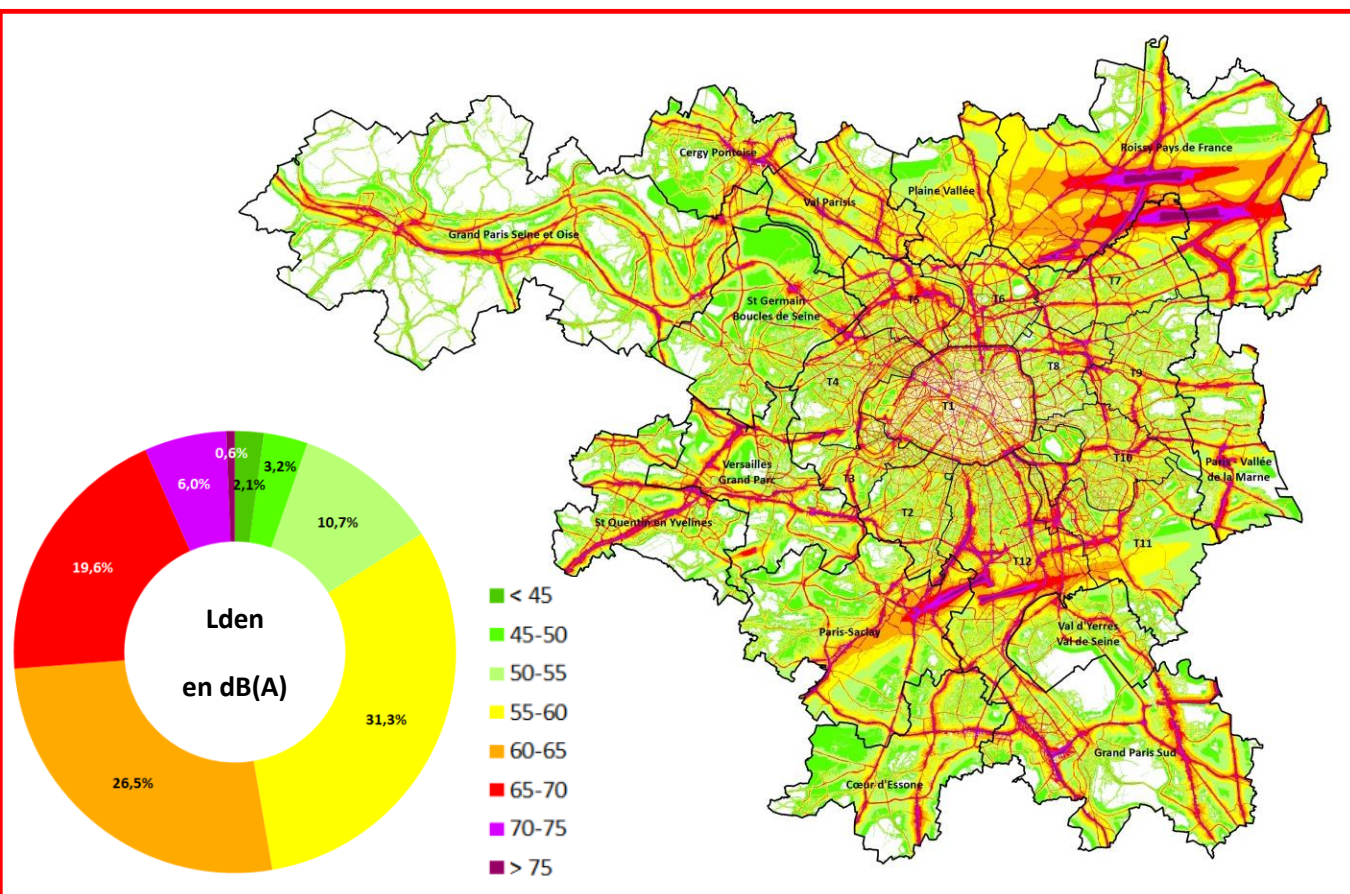 Cergy Pontoise
Roissy Pays de France
Plaine Vallée
Val Parisis
Grand Paris Seine et Oise
T7
T5
T6
St Germain
Boucles de Seine
T8
T9
T4
T1
T10
Paris - Vallée
de la Marne
Versailles
Grand Parc
T3
T2
St Quentin en Yvelines
T11
T12
Paris-Saclay
Val d'Yerres
Val de Seine
Grand Paris Sud
Cœur d'Essone
0,6%
2,1%
3,2%
10,7%
6,0%
19,6%
31,3%
26,5%
Lden
en dB(A)
< 45
45-50
50-55
55-60
60-65
65-70
70-75
> 75